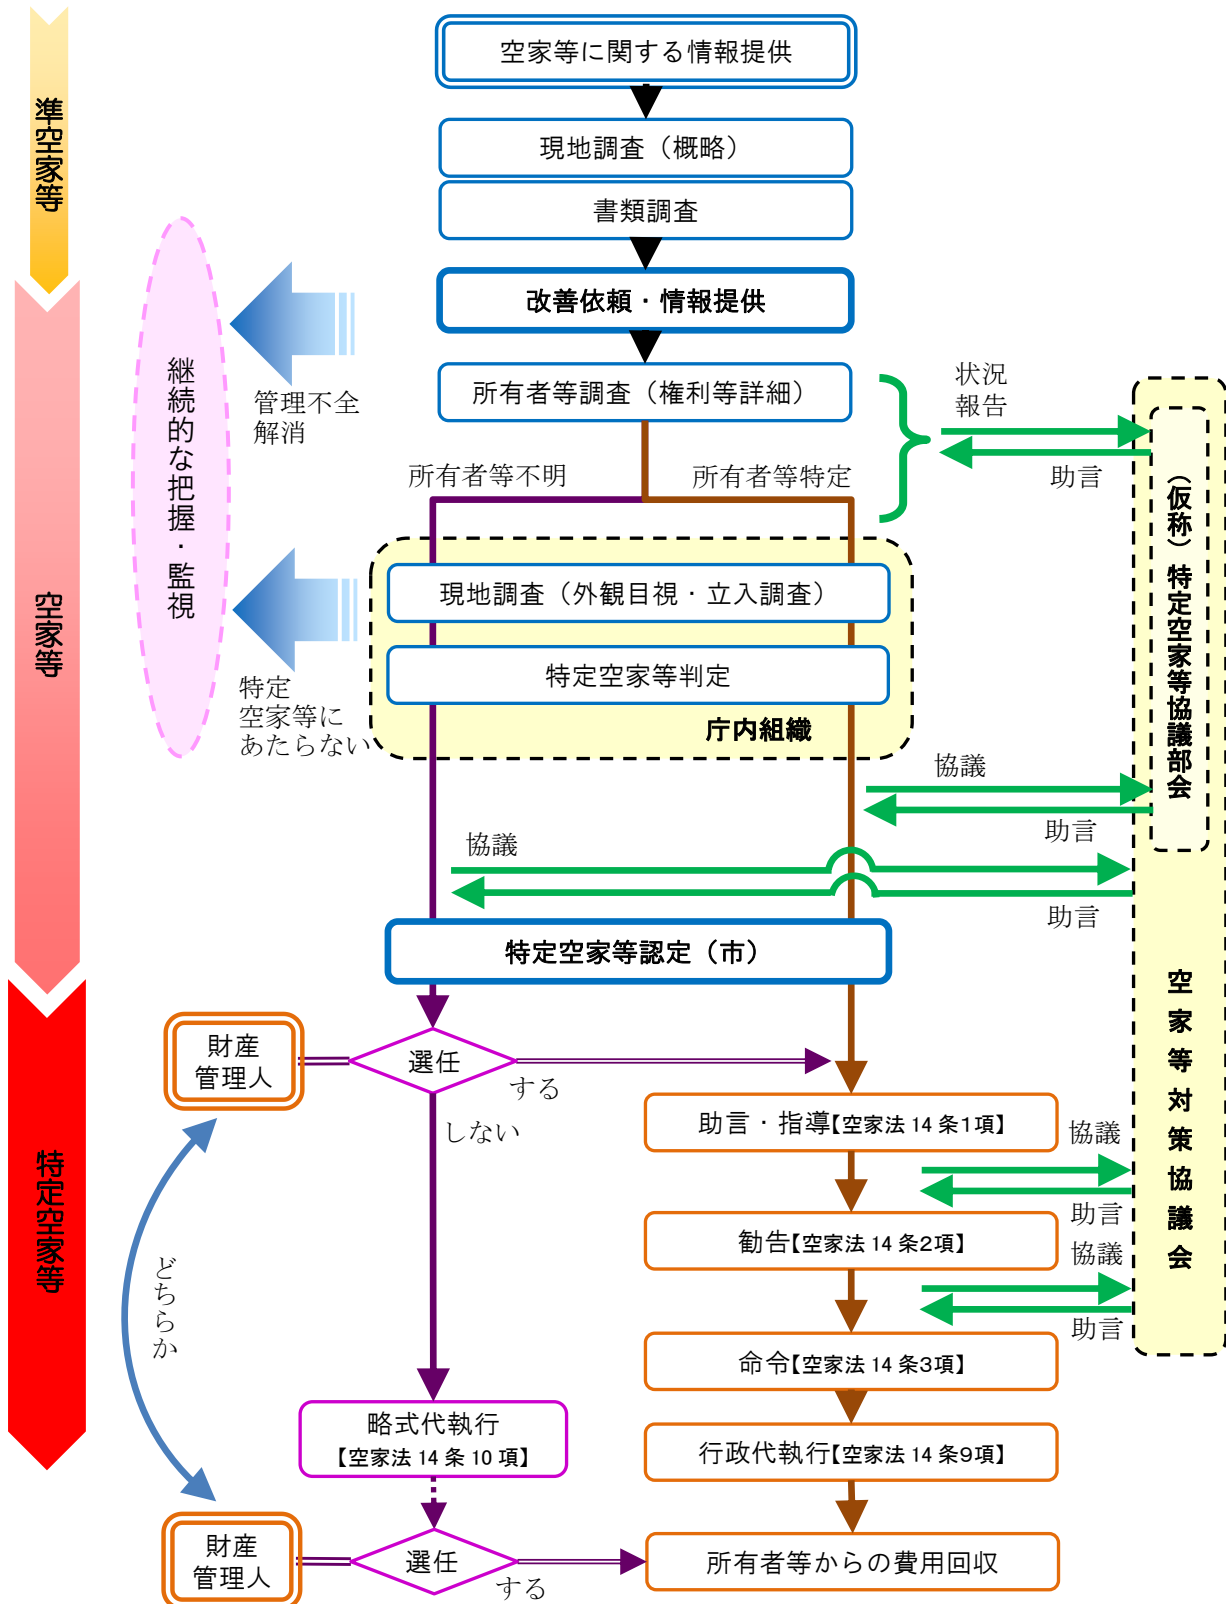 空家等に関する情報提供
現地調査（概略）
書類調査
改善依頼・情報提供
所有者等調査（権利等詳細）
準空家等
空家等
特定空家等
継続的な把握・監視
管理不全
解消
特定
空家等に
あたらない
所有者等不明
所有者等特定
状況
報告
助言
（仮称）特定空家等協議部会
空家等対策協議会
現地調査（外観目視・立入調査）
特定空家等判定
庁内組織
協議
助言
協議
助言
特定空家等認定（市）
財産
管理人
選任
する
しない
助言・指導【空家法14条1項】
協議
助言
勧告【空家法14条2項】
協議
助言
命令【空家法14条3項】
どちらか
略式代執行
【空家法14条10項】
行政代執行【空家法14条9項】
財産
管理人
選任
する
所有者等からの費用回収